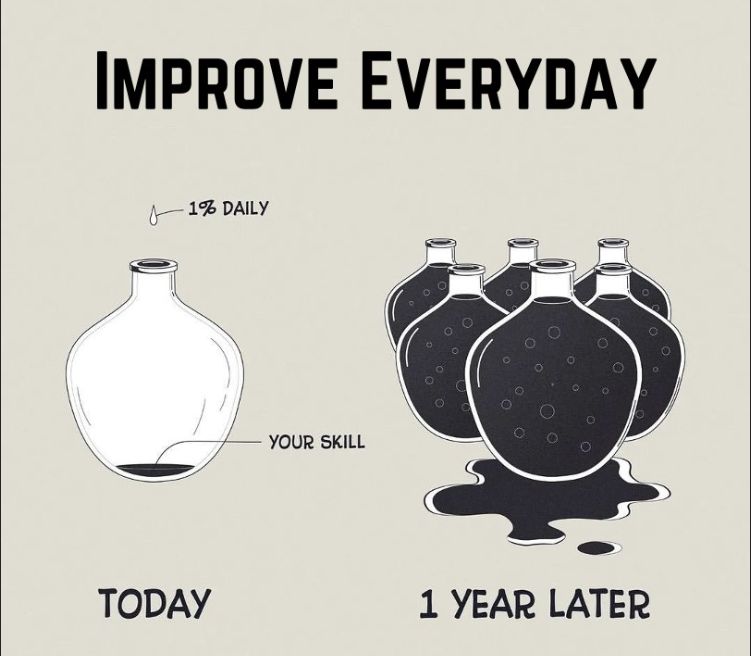 IMPROVE EVERYDAY
1% DAILY
YOUR SKILL
TODAY
1 YEAR LATER